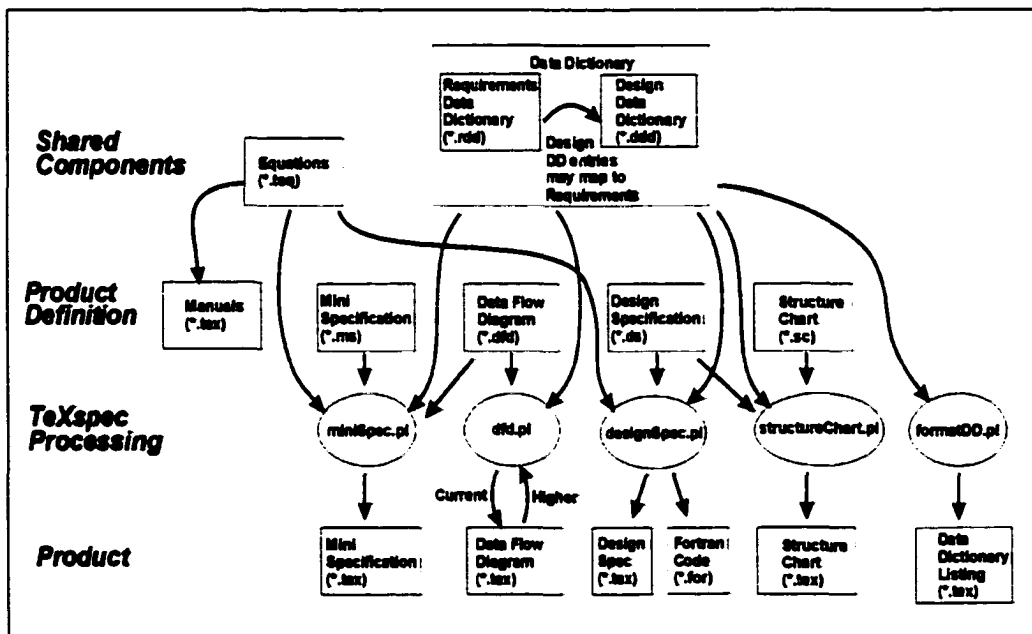 Data Dictionary
Requirements
Data
Dictionary
(*.rdd)
Design
Data
Dictionary
(*.ddd)
Design
DD entries
may map to
Requirements
Shared
Components
Equations
(*.teq)
Product
Definition
Manuals
(*.tex)
Mini
Specification
(*.ms)
Data Flow
Diagram
(*.dfd)
Design
Specification
(*.ds)
Structure
Chart
(*.sc)
TeXspec
Processing
miniSpec.pl
dfd.pl
designSpec.pl
structureChart.pl
formatDD.pl
Current
Higher
Product
Mini
Specification
(*.tex)
Data Flow
Diagram
(*.tex)
Design
Spec
(*.tex)
Fortran
Code
(*.for)
Structure
Chart
(*.tex)
Data
Dictionary
Listing
(*.tex)